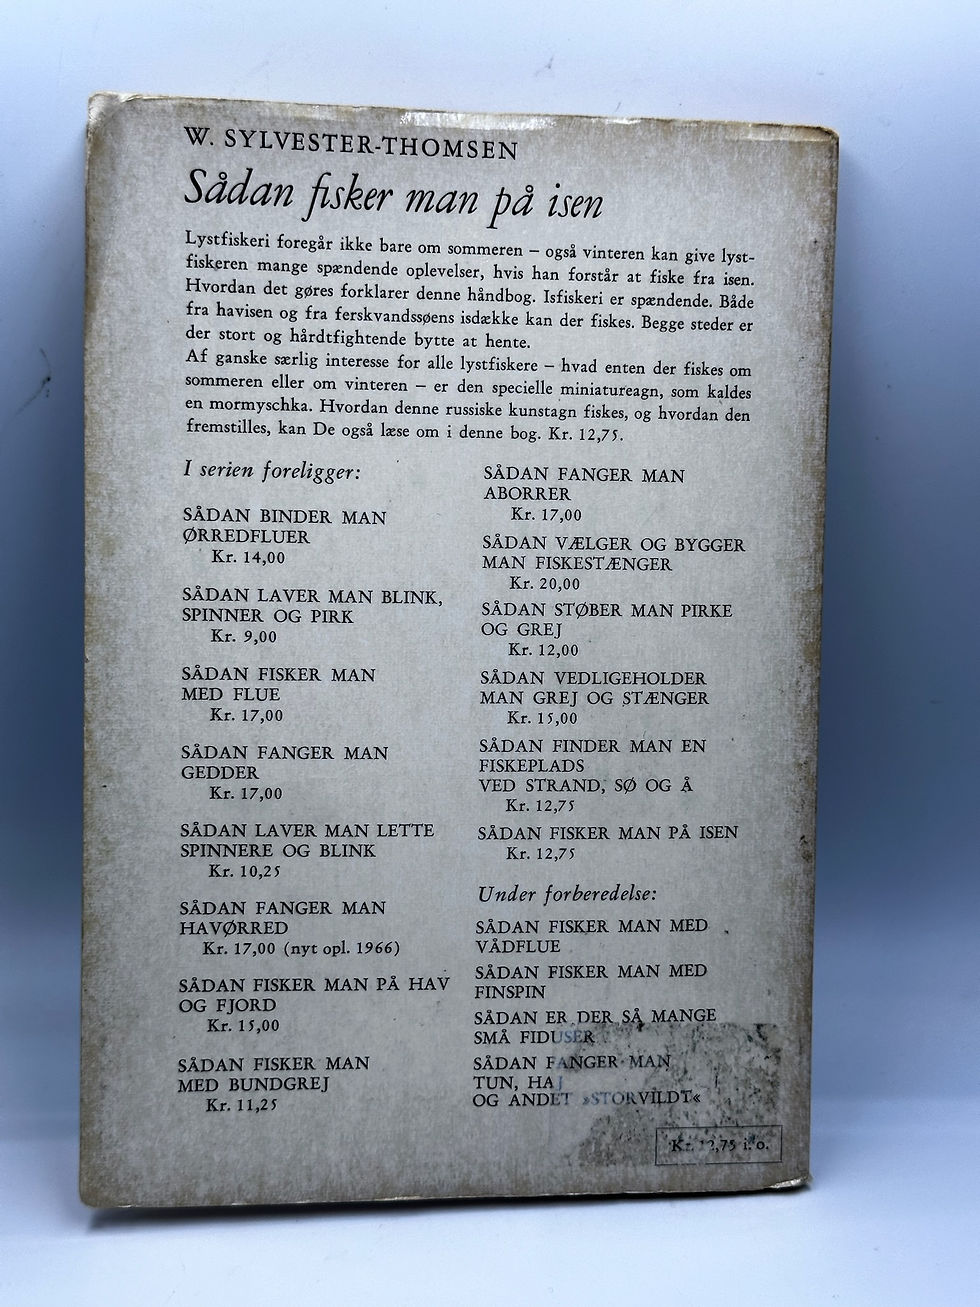 W. SYLVESTER-THOMSEN
Sådan fisker man på isen
Lystfiskeri foregår ikke bare om sommeren – også vinteren kan give lyst-
fiskeren mange spændende oplevelser, hvis han forstår at fiske fra isen.
Hvordan det gøres forklarer denne håndbog. Isfiskeri er spændende. Både
fra havisen og fra ferskvandssøens isdække kan der fiskes. Begge steder er
der stort og hårdtfightende bytte at hente.
Af ganske særlig interesse for alle lystfiskere – hvad enten der fiskes om
sommeren eller om vinteren – er den specielle miniatureagn, som kaldes
en mormyschka. Hvordan denne russiske kunstagn fiskes, og hvordan den
fremstilles, kan De også læse om i denne bog. Kr. 12,75.
I serien foreligger:
SÅDAN BINDER MAN
ØRREDFLUER
Kr. 14,00
SÅDAN LAVER MAN BLINK,
SPINNER OG PIRK
Kr. 9,00
SÅDAN FISKER MAN
MED FLUE
Kr. 17,00
SÅDAN FANGER MAN
GEDDER
Kr. 17,00
SÅDAN LAVER MAN LETTE
SPINNERE OG BLINK
Kr. 10,25
SÅDAN FANGER MAN
HAVØRRED
Kr. 17,00 (nyt opl. 1966)
SÅDAN FISKER MAN PÅ HAV
OG FJORD
Kr. 15,00
SÅDAN FISKER MAN
MED BUNDGREJ
Kr. 11,25
SÅDAN FANGER MAN
ABORRER
Kr. 17,00
SÅDAN VÆLGER OG BYGGER
MAN FISKESTÆNGER
Kr. 20,00
SÅDAN STØBER MAN PIRKE
OG GREJ
Kr. 12,00
SÅDAN VEDLIGEHOLDER
MAN GREJ OG STÆNGER
Kr. 15,00
SÅDAN FINDER MAN EN
FISKEPLADS
VED STRAND, SØ OG Å
Kr. 12,75
SÅDAN FISKER MAN PÅ ISEN
Kr. 12,75
Under forberedelse:
SÅDAN FISKER MAN MED
VÅDFLUE
SÅDAN FISKER MAN MED
FINSPIN
SÅDAN ER DER SÅ MANGE
SMÅ FIDUSER
SÅDAN FANGER MAN
TUN, HAJ
OG ANDET »STORVILDT«
Kr. 12,75 i. o.